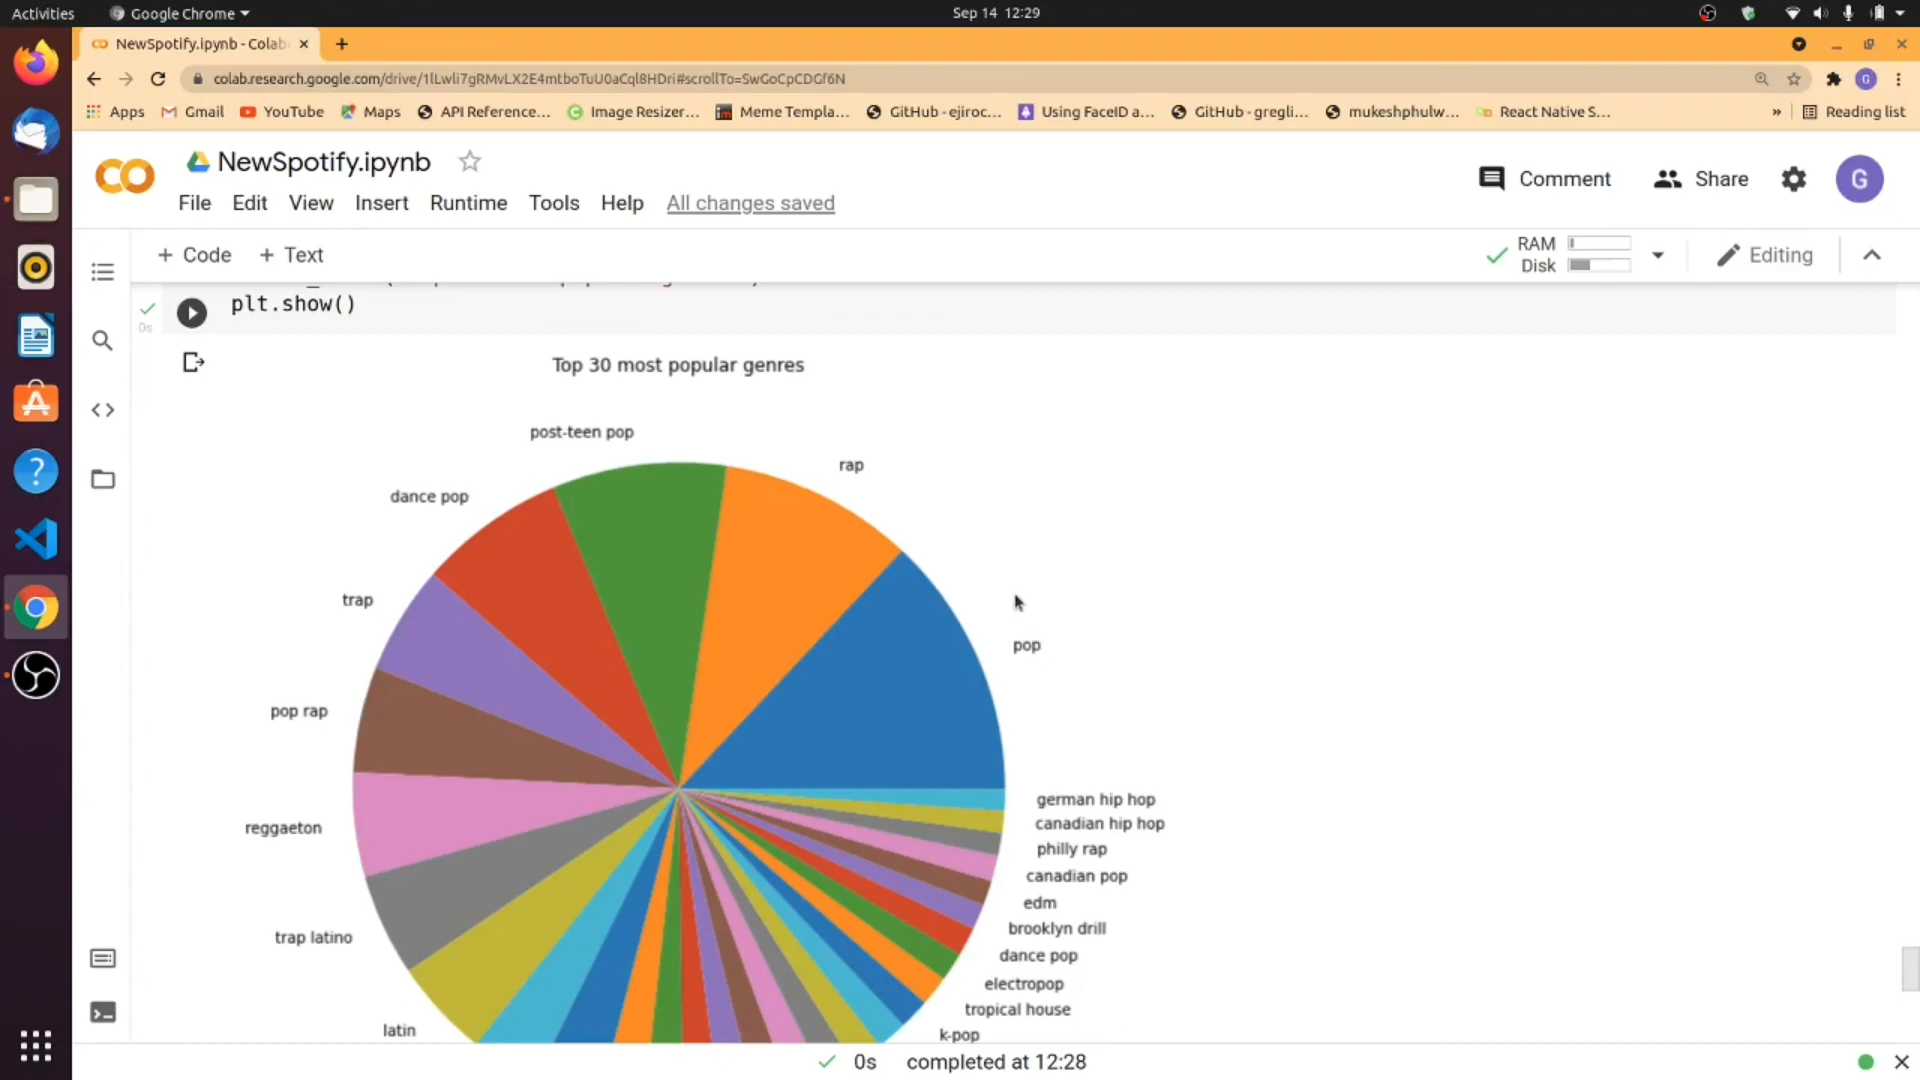 Activities
Google Chrome
Sep 14 12:29
NewSpotify.ipynb - Colab
colab.research.google.com/drive/1lLwli7gRMvLX2E4mtboTuU0aCql8HDri#scrollTo=SwGoCpCDGf6N
Apps
Gmail
YouTube
Maps
API Reference...
Image Resizer...
Meme Templa...
GitHub - ejiroc...
Using FaceID a...
GitHub - gregli...
mukeshphulw...
React Native S...
»
Reading list
NewSpotify.ipynb
File Edit View Insert Runtime Tools Help All changes saved
Comment
Share
G
+ Code + Text
RAM
Disk
Editing
plt.show()
0s
Top 30 most popular genres
post-teen pop
rap
dance pop
trap
pop
pop rap
german hip hop
canadian hip hop
reggaeton
philly rap
canadian pop
edm
brooklyn drill
trap latino
dance pop
electropop
tropical house
latin
k-pop
0s completed at 12:28